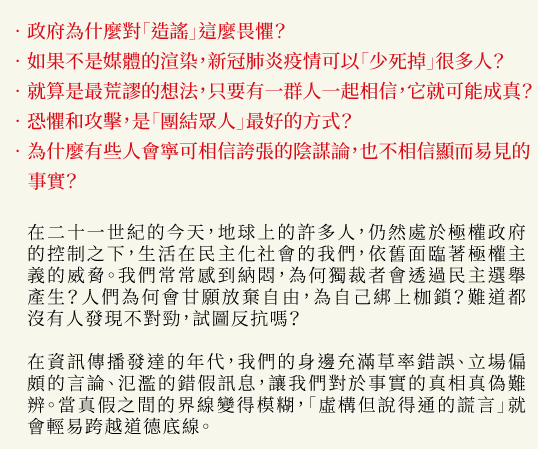 ·政府為什麼對「造謠」這麼畏懼？
·如果不是媒體的渲染，新冠肺炎疫情可以「少死掉」很多人？
·就算是最荒謬的想法，只要有一群人一起相信，它就可能成真？
·恐懼和攻擊，是「團結眾人」最好的方式？
·為什麼有些人會寧可相信誇張的陰謀論，也不相信顯而易見的
事實？
在二十一世紀的今天，地球上的許多人，仍然處於極權政府
的控制之下，生活在民主化社會的我們，依舊面臨著極權主
義的威脅。我們常常感到納悶，為何獨裁者會透過民主選舉
產生？人們為何會甘願放棄自由，為自己綁上枷鎖？難道都
沒有人發現不對勁，試圖反抗嗎？
在資訊傳播發達的年代，我們的身邊充滿草率錯誤、立場偏
頗的言論、氾濫的錯假訊息，讓我們對於事實的真相真偽難
辨。當真假之間的界線變得模糊，「虛構但說得通的謊言」就
會輕易跨越道德底線。